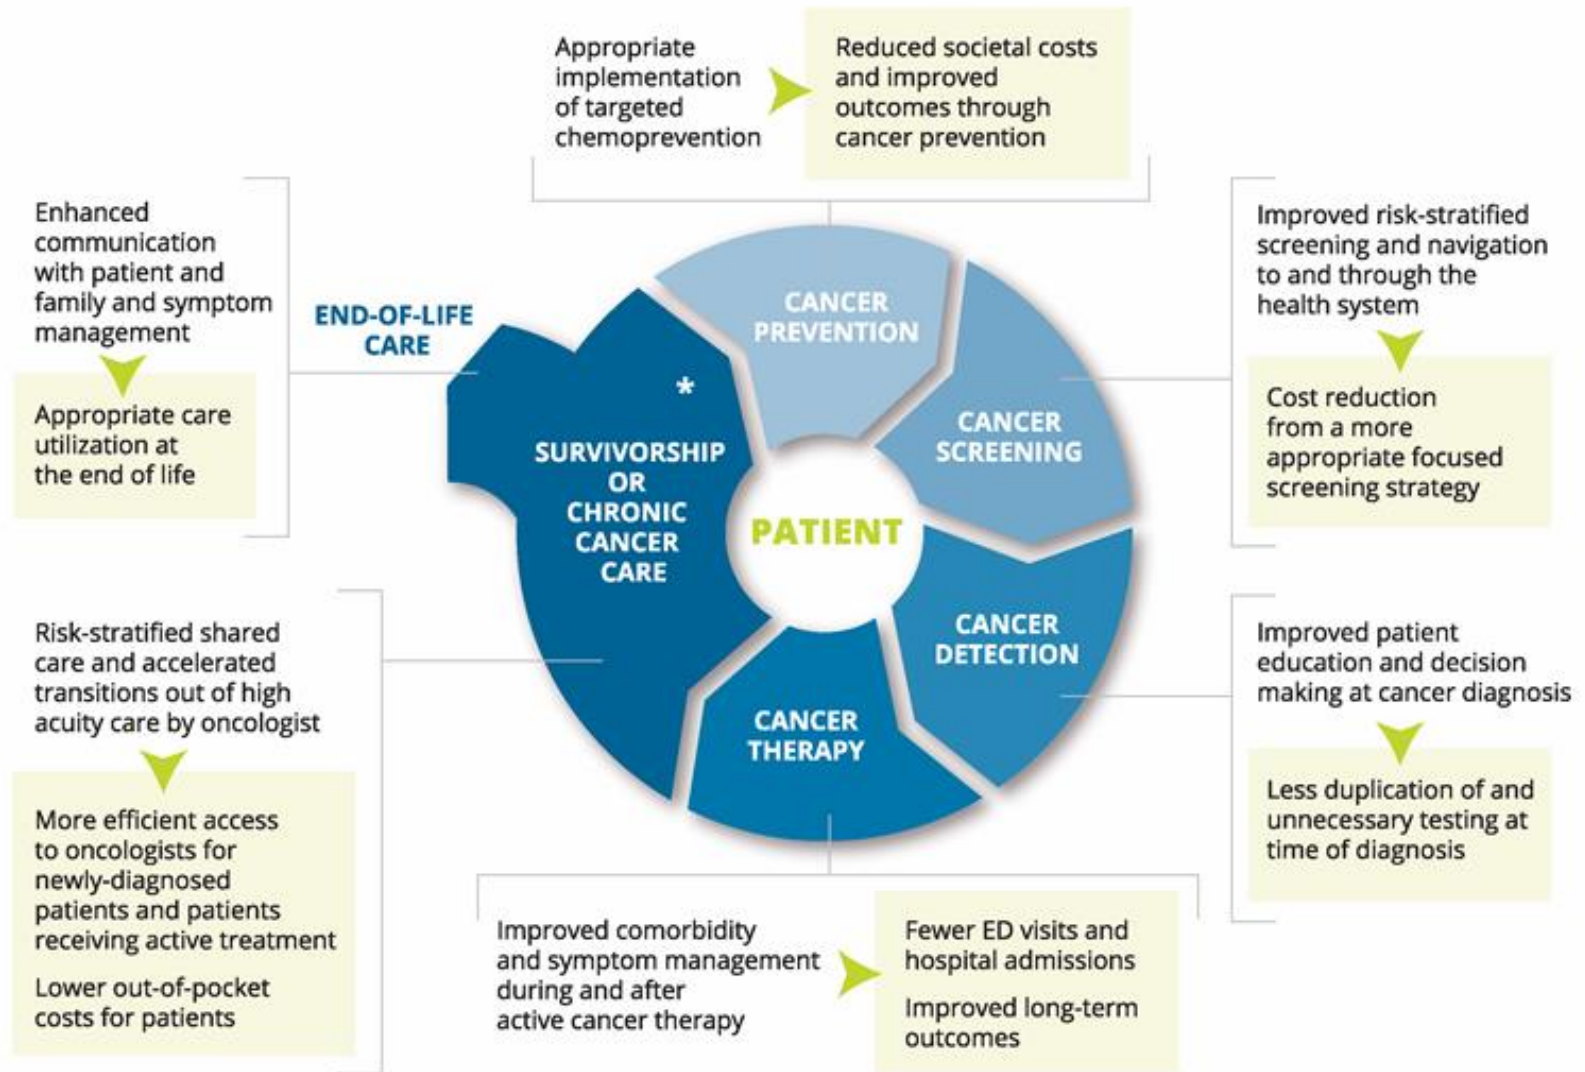 Appropriate
implementation
of targeted
chemoprevention
Reduced societal costs
and improved
outcomes through
cancer prevention
Enhanced
communication
with patient and
family and symptom
management
Appropriate care
utilization at
the end of life
END-OF-LIFE
CARE
CANCER
PREVENTION
Improved risk-stratified
screening and navigation
to and through the
health system
Cost reduction
from a more
appropriate focused
screening strategy
CANCER
SCREENING
*
SURVIVORSHIP
OR
CHRONIC
CANCER
CARE
PATIENT
CANCER
DETECTION
Improved patient
education and decision
making at cancer diagnosis
Less duplication of and
unnecessary testing at
time of diagnosis
Risk-stratified shared
care and accelerated
transitions out of high
acuity care by oncologist
More efficient access
to oncologists for
newly-diagnosed
patients and patients
receiving active treatment
Lower out-of-pocket
costs for patients
CANCER
THERAPY
Improved comorbidity
and symptom management
during and after
active cancer therapy
Fewer ED visits and
hospital admissions
Improved long-term
outcomes